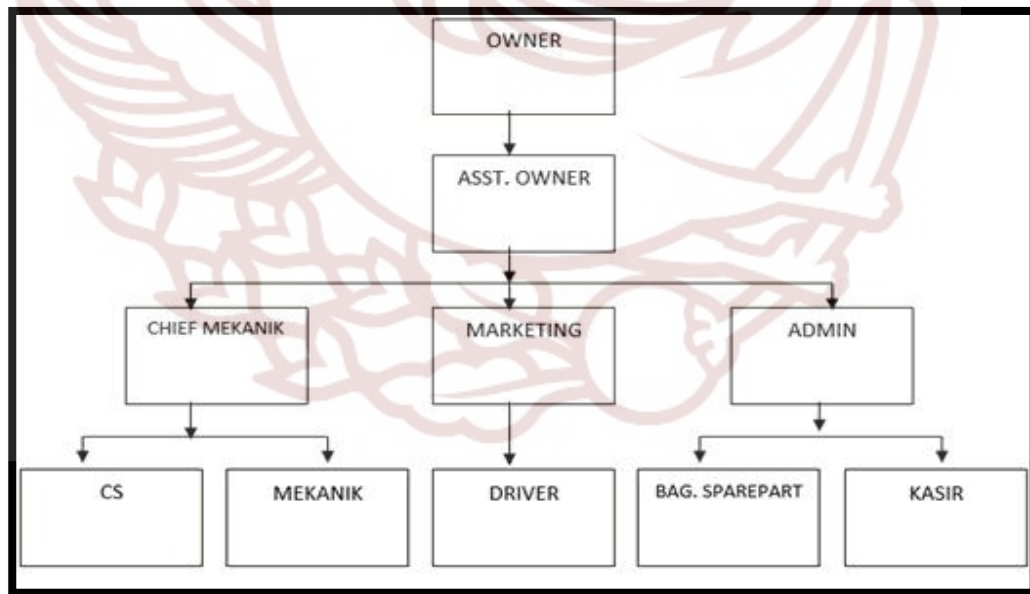 OWNER
ASST. OWNER
CHIEF MEKANIK
MARKETING
ADMIN
CS
MEKANIK
DRIVER
BAG. SPAREPART
KASIR